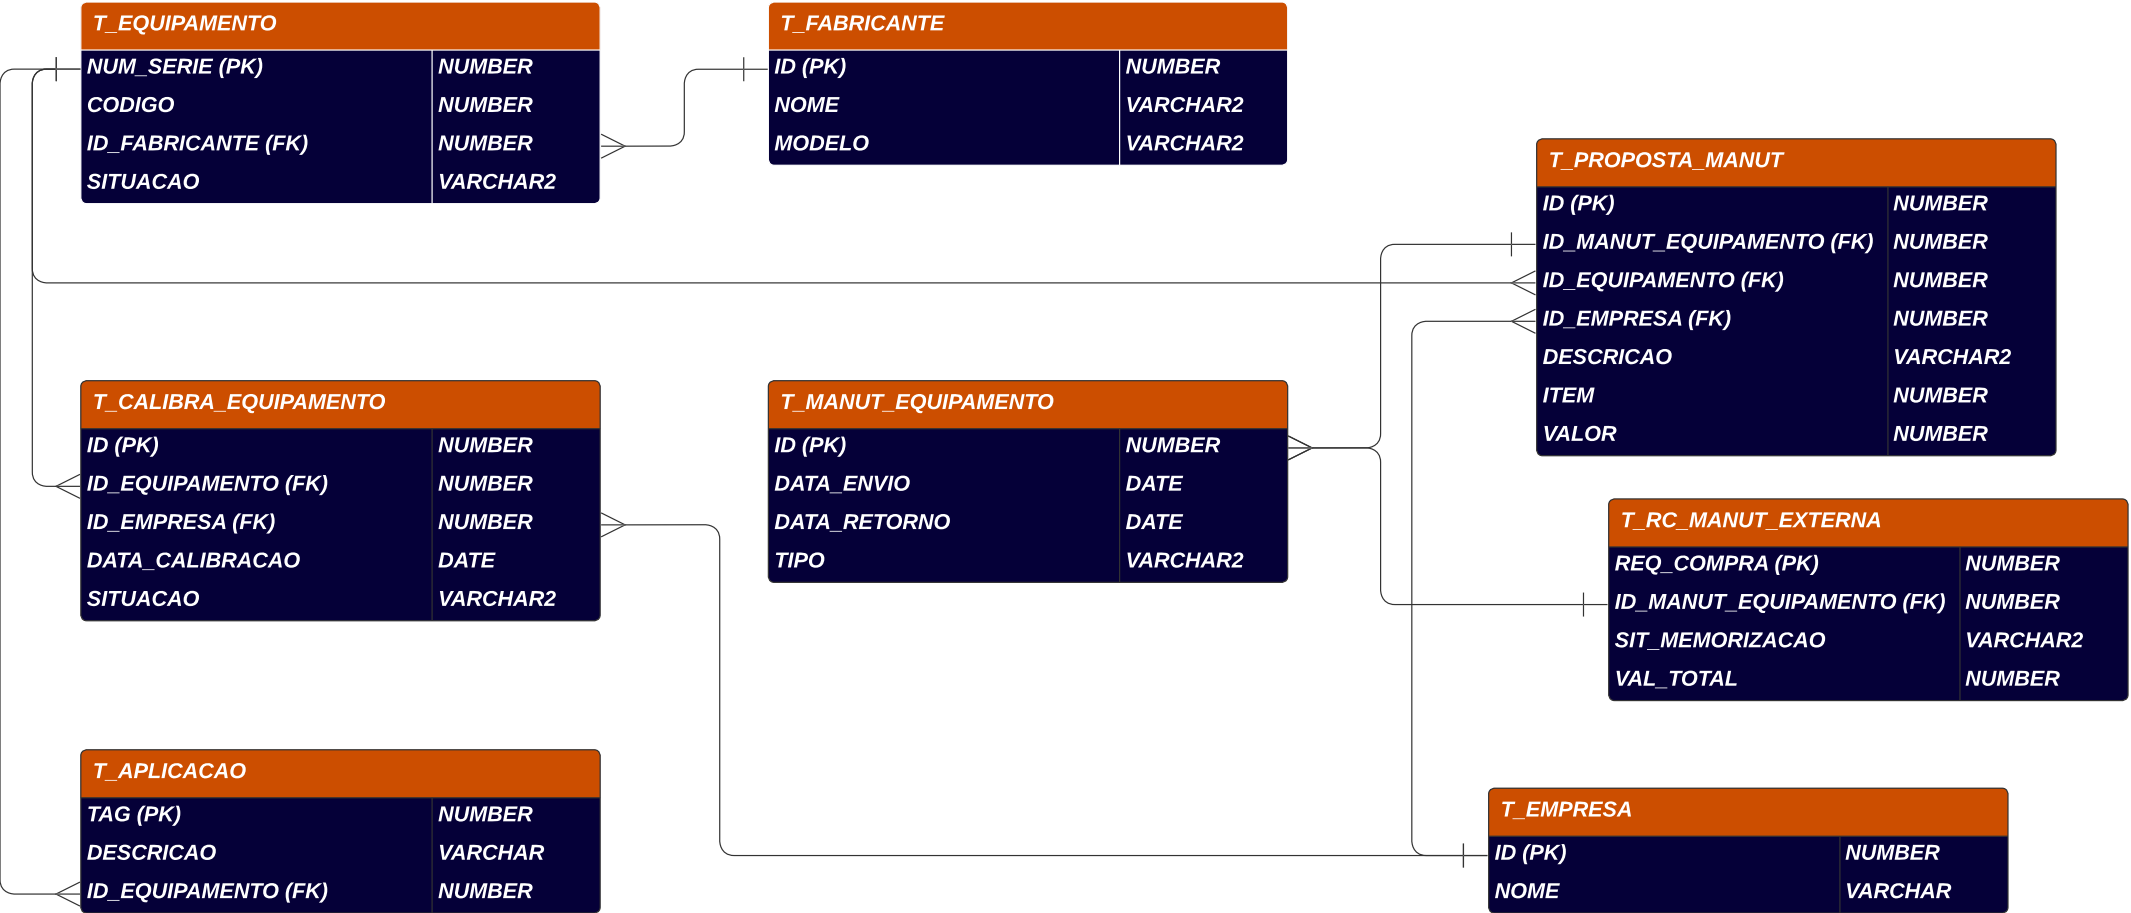 T_EQUIPAMENTO
NUM_SERIE (PK) NUMBER
CODIGO NUMBER
ID_FABRICANTE (FK) NUMBER
SITUACAO VARCHAR2
T_FABRICANTE
ID (PK) NUMBER
NOME VARCHAR2
MODELO VARCHAR2
T_PROPOSTA_MANUT
ID (PK) NUMBER
ID_MANUT_EQUIPAMENTO (FK) NUMBER
ID_EQUIPAMENTO (FK) NUMBER
ID_EMPRESA (FK) NUMBER
DESCRICAO VARCHAR2
ITEM NUMBER
VALOR NUMBER
T_CALIBRA_EQUIPAMENTO
ID (PK) NUMBER
ID_EQUIPAMENTO (FK) NUMBER
ID_EMPRESA (FK) NUMBER
DATA_CALIBRACAO DATE
SITUACAO VARCHAR2
T_MANUT_EQUIPAMENTO
ID (PK) NUMBER
DATA_ENVIO DATE
DATA_RETORNO DATE
TIPO VARCHAR2
T_RC_MANUT_EXTERNA
REQ_COMPRA (PK) NUMBER
ID_MANUT_EQUIPAMENTO (FK) NUMBER
SIT_MEMORIZACAO VARCHAR2
VAL_TOTAL NUMBER
T_APLICACAO
TAG (PK) NUMBER
DESCRICAO VARCHAR
ID_EQUIPAMENTO (FK) NUMBER
T_EMPRESA
ID (PK) NUMBER
NOME VARCHAR